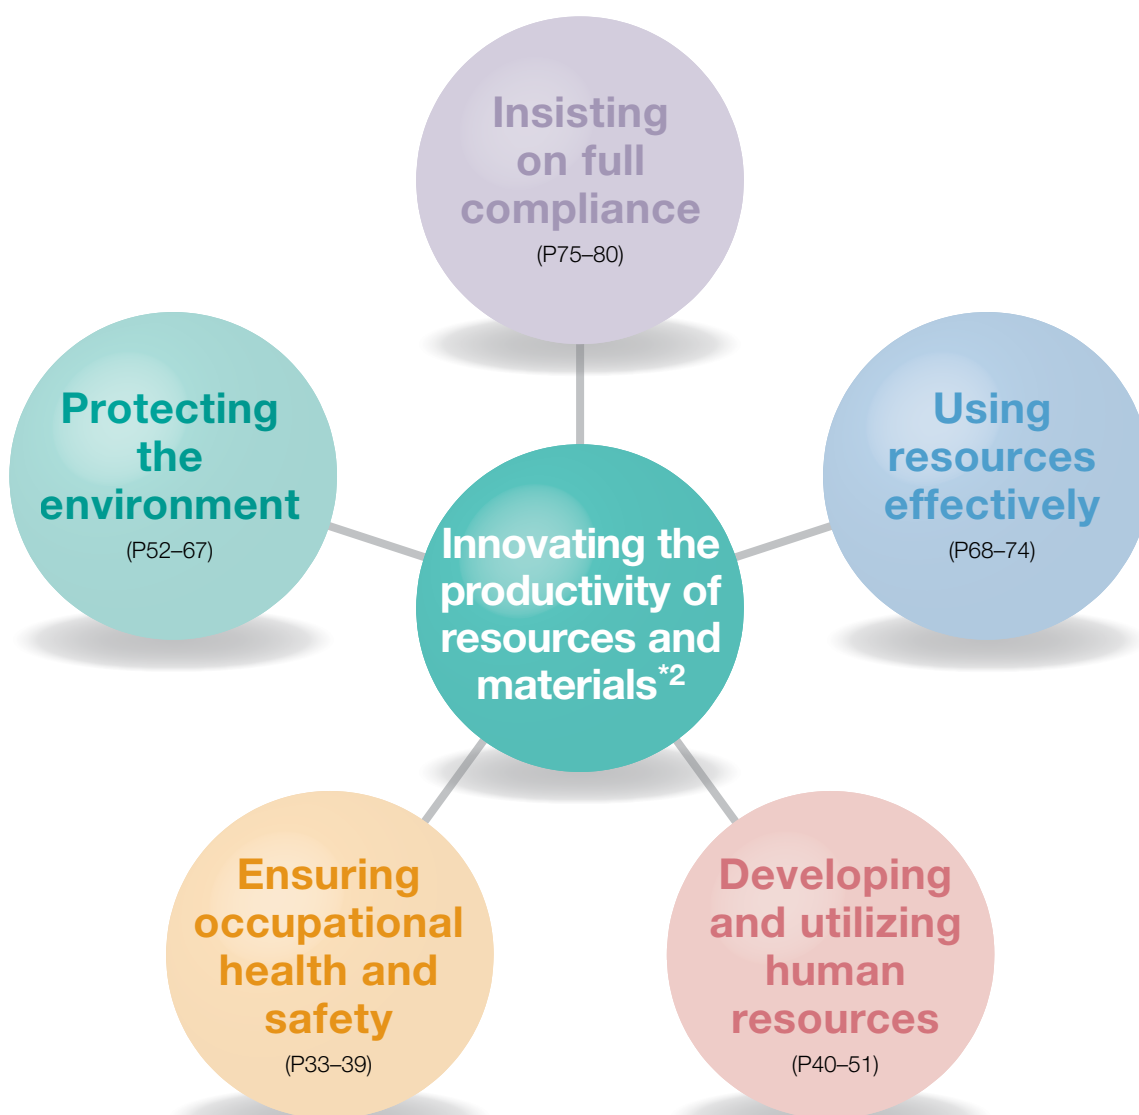 Insisting
on full
compliance
(P75–80)
Protecting
the
environment
(P52–67)
Using
resources
effectively
(P68–74)
Innovating the
productivity of
resources and
materials*2
Ensuring
occupational
health and
safety
(P33–39)
Developing
and utilizing
human
resources
(P40–51)